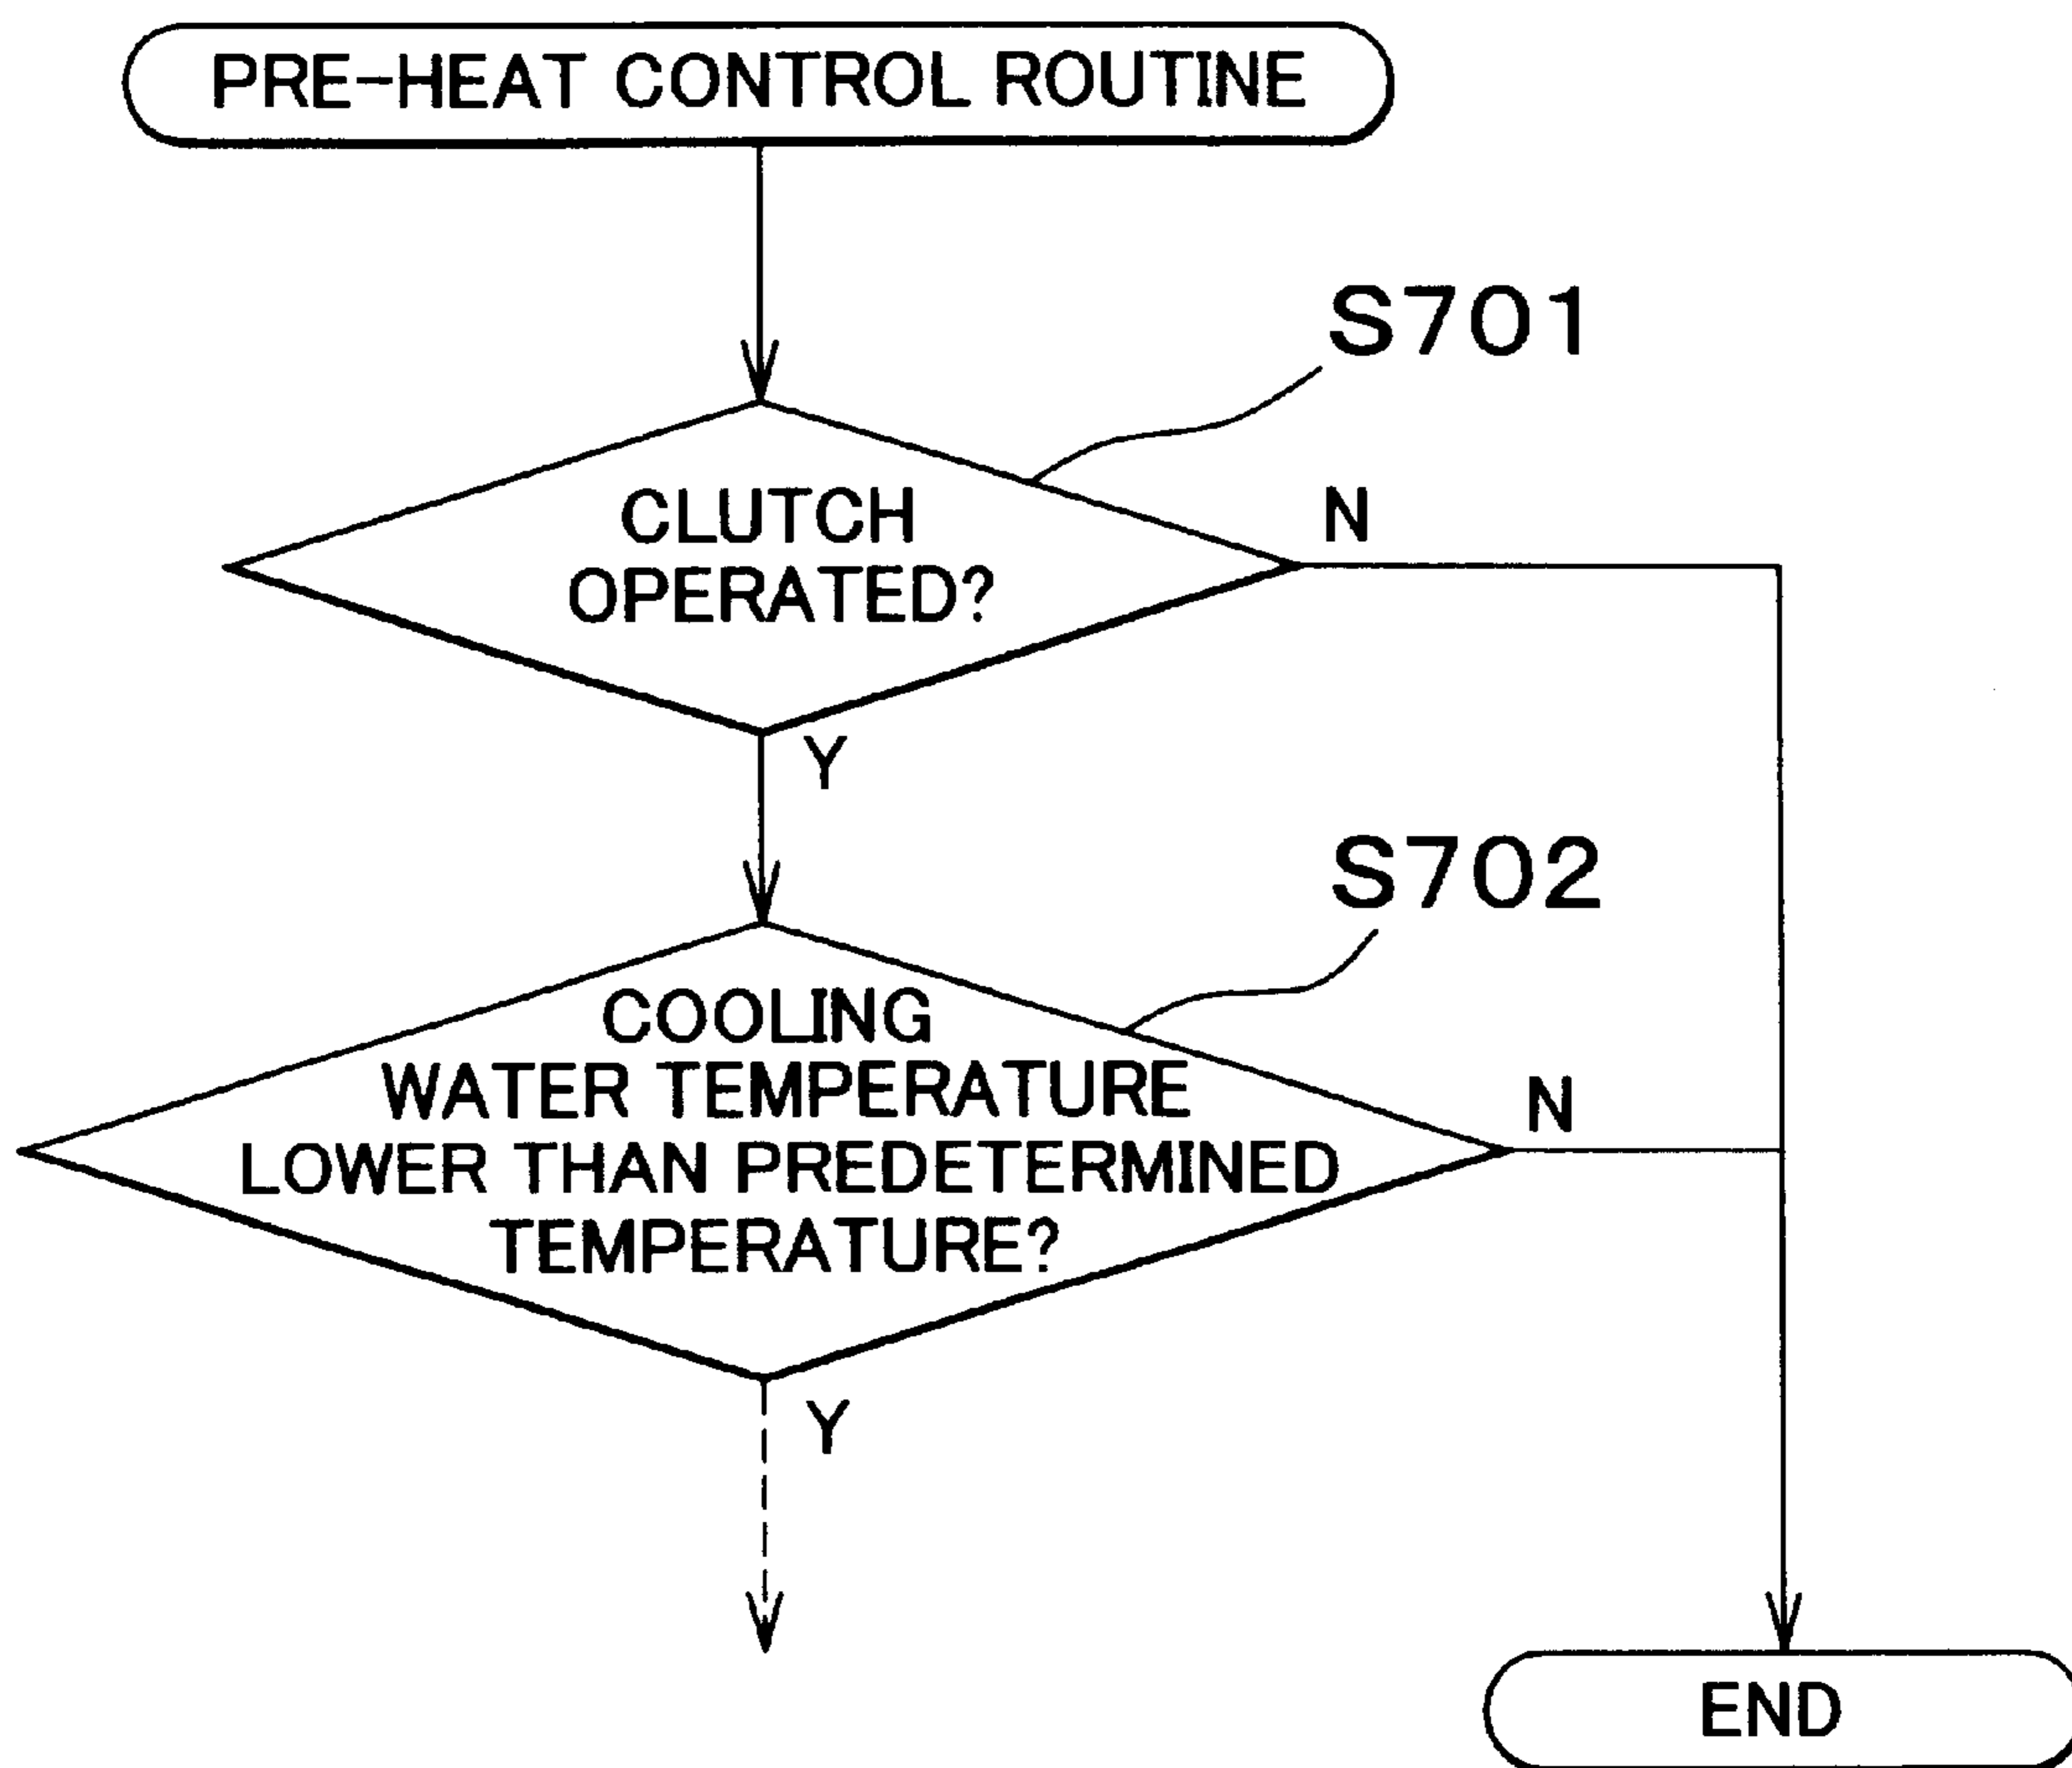 PRE-HEAT CONTROL ROUTINE
S701
CLUTCH
OPERATED?
N
Y
S702
COOLING
WATER TEMPERATURE
LOWER THAN PREDETERMINED
TEMPERATURE?
N
Y
END